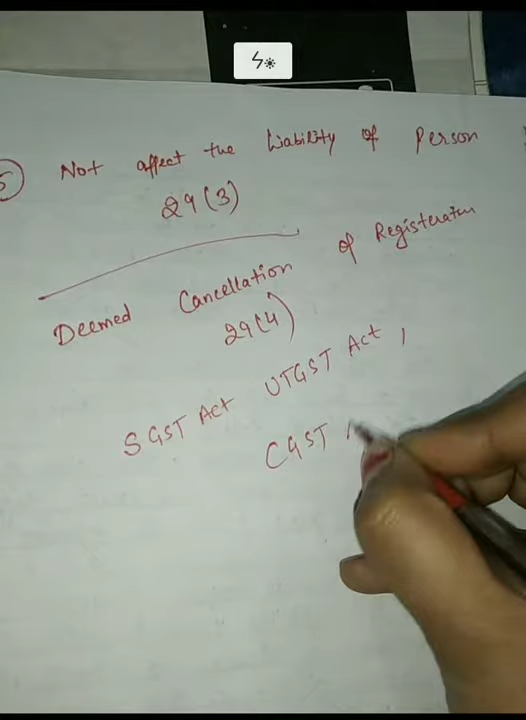 5 Not affect the Liability of Person
29(3)
Deemed Cancellation of Registeration
29(4)
SGST Act UTGST Act,
CGST